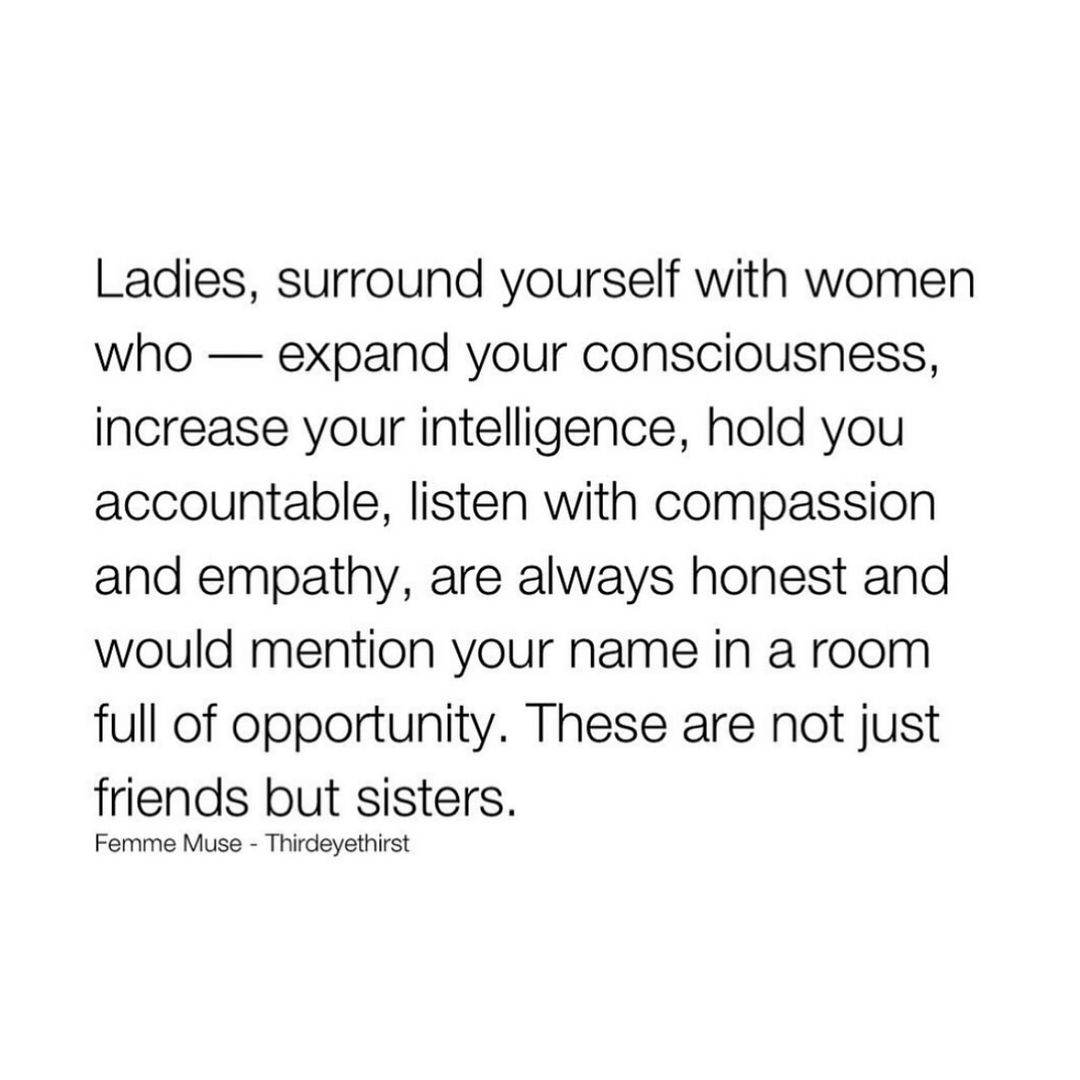 Ladies, surround yourself with women
who — expand your consciousness,
increase your intelligence, hold you
accountable, listen with compassion
and empathy, are always honest and
would mention your name in a room
full of opportunity. These are not just
friends but sisters.
Femme Muse - Thirdeyethirst